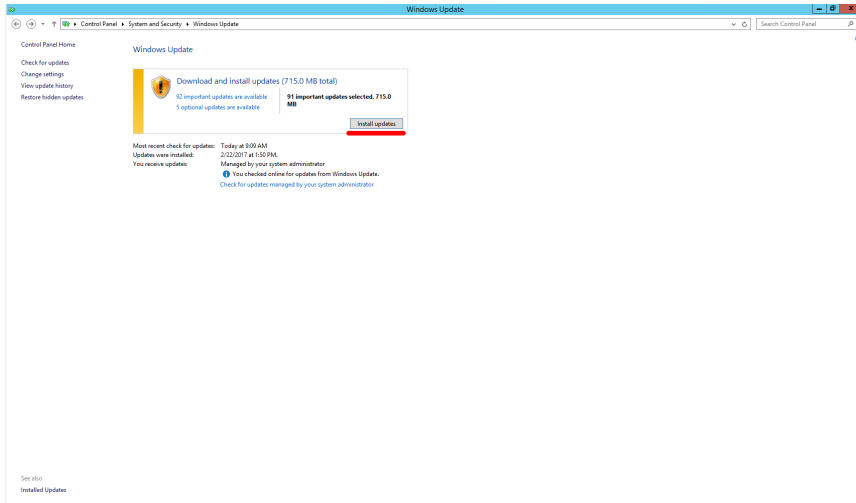 Windows Update
Control Panel ▸ System and Security ▸ Windows Update
Search Control Panel
Control Panel Home
Check for updates
Change settings
View update history
Restore hidden updates
Windows Update
Download and install updates (715.0 MB total)
92 important updates are available
5 optional updates are available
91 important updates selected, 715.0
MB
Install updates
Most recent check for updates: Today at 9:09 AM
Updates were installed: 2/22/2017 at 1:50 PM.
You receive updates: Managed by your system administrator
You checked online for updates from Windows Update.
Check for updates managed by your system administrator
See also
Installed Updates